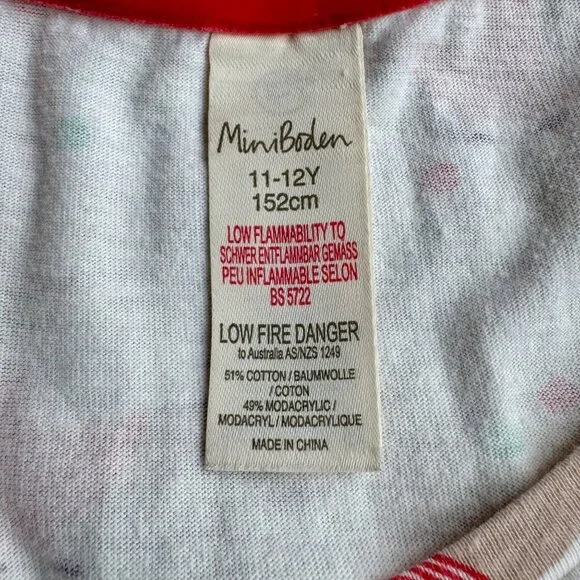 MiniBoden
11-12Y
152cm
LOW FLAMMABILITY TO
SCHWER ENTFLAMMBAR GEMASS
PEU INFLAMMABLE SELON
BS 5722
LOW FIRE DANGER
to Australia AS/NZS 1249
51% COTTON / BAUMWOLLE
/ COTON
49% MODACRYLIC /
MODACRYL / MODACRYLIQUE
MADE IN CHINA